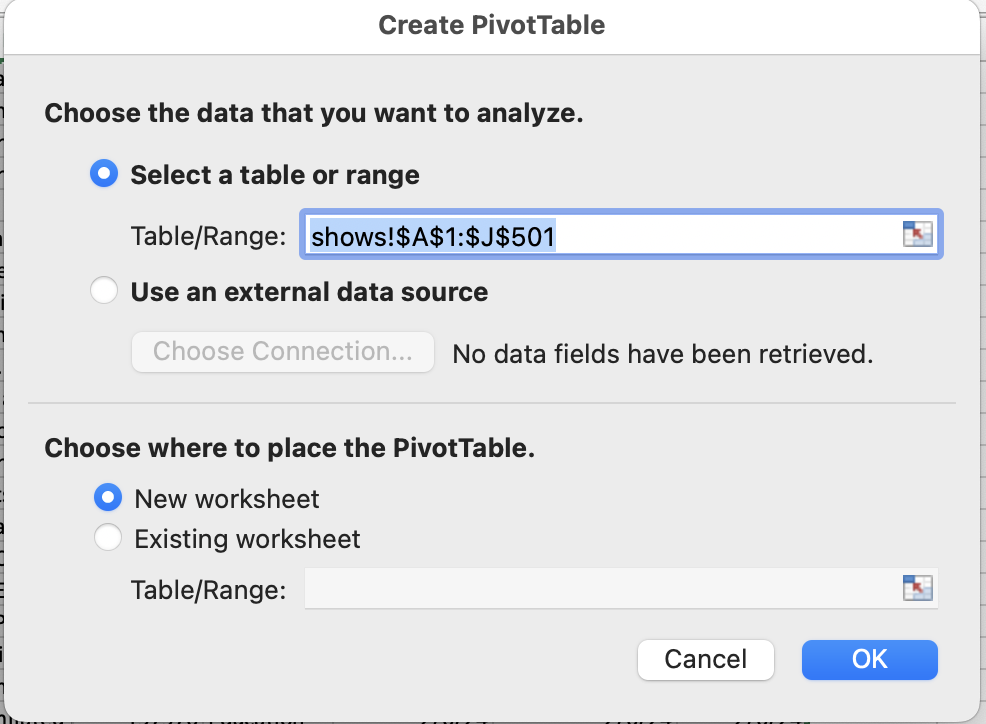 Create PivotTable
Choose the data that you want to analyze.
Select a table or range
Table/Range: shows!$A$1:$J$501
Use an external data source
Choose Connection... No data fields have been retrieved.
Choose where to place the PivotTable.
New worksheet
Existing worksheet
Table/Range:
Cancel OK